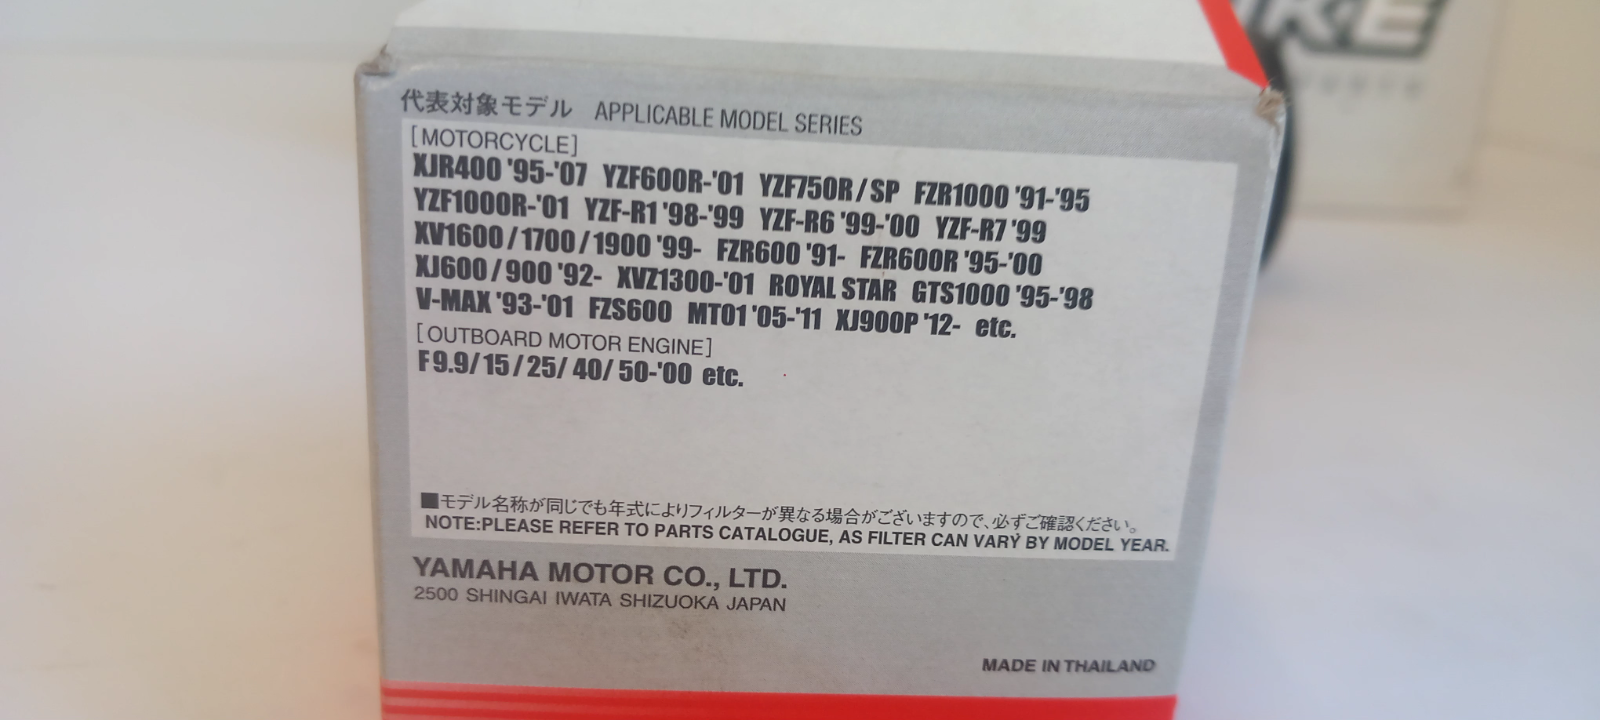 代表対象モデル APPLICABLE MODEL SERIES
[MOTORCYCLE]
XJR400 '95-'07 YZF600R-'01 YZF750R/SP FZR1000 '91-'95
YZF1000R-'01 YZF-R1 '98-'99 YZF-R6 '99-'00 YZF-R7 '99
XV1600/1700/1900 '99- FZR600 '91- FZR600R '95-'00
XJ600/900 '92- XVZ1300-'01 ROYAL STAR GTS1000 '95-'98
V-MAX '93-'01 FZS600 MT01 '05-'11 XJ900P '12- etc.
[OUTBOARD MOTOR ENGINE]
F9.9/15/25/40/50-'00 etc.
■モデル名称が同じでも年式によりフィルターが異なる場合がございますので、必ずご確認ください。
NOTE:PLEASE REFER TO PARTS CATALOGUE, AS FILTER CAN VARY BY MODEL YEAR.
YAMAHA MOTOR CO., LTD.
2500 SHINGAI IWATA SHIZUOKA JAPAN
MADE IN THAILAND